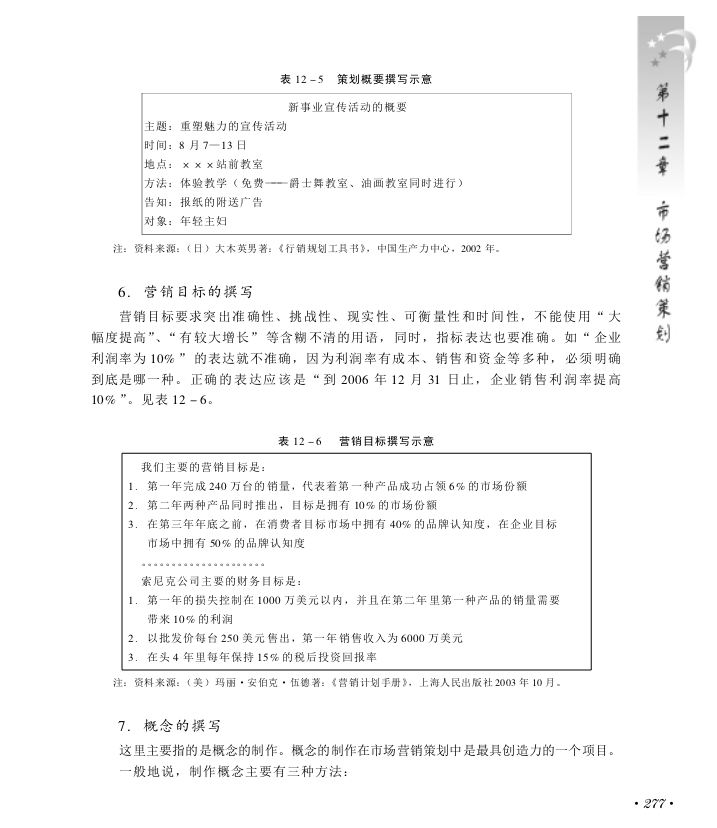 表 12 – 5　策划概要撰写示意
新事业宣传活动的概要
主题：重塑魅力的宣传活动
时间：8 月 7—13 日
地点：×××站前教室
方法：体验教学（免费——爵士舞教室、油画教室同时进行）
告知：报纸的附送广告
对象：年轻主妇
注：资料来源：（日）大木英男著：《行销规划工具书》，中国生产力中心，2002 年。
6. 营销目标的撰写
营销目标要求突出准确性、挑战性、现实性、可衡量性和时间性，不能使用“大
幅度提高”、“有较大增长”等含糊不清的用语，同时，指标表达也要准确。如“企业
利润率为 10%”的表达就不准确，因为利润率有成本、销售和资金等多种，必须明确
到底是哪一种。正确的表达应该是“到 2006 年 12 月 31 日止，企业销售利润率提高
10%”。见表 12 – 6。
表 12 – 6　营销目标撰写示意
我们主要的营销目标是：
1. 第一年完成 240 万台的销量，代表着第一种产品成功占领 6% 的市场份额
2. 第二年两种产品同时推出，目标是拥有 10% 的市场份额
3. 在第三年年底之前，在消费者目标市场中拥有 40% 的品牌认知度，在企业目标
市场中拥有 50% 的品牌认知度
。。。。。。。。。。。。。。。。。。。。。
索尼克公司主要的财务目标是：
1. 第一年的损失控制在 1000 万美元以内，并且在第二年里第一种产品的销量需要
带来 10% 的利润
2. 以批发价每台 250 美元售出，第一年销售收入为 6000 万美元
3. 在头 4 年里每年保持 15% 的税后投资回报率
注：资料来源：（美）玛丽·安伯克·伍德著：《营销计划手册》，上海人民出版社 2003 年 10 月。
7. 概念的撰写
这里主要指的是概念的制作。概念的制作在市场营销策划中是最具创造力的一个项目。
一般地说，制作概念主要有三种方法：
第十二章 市场营销策划
· 277 ·